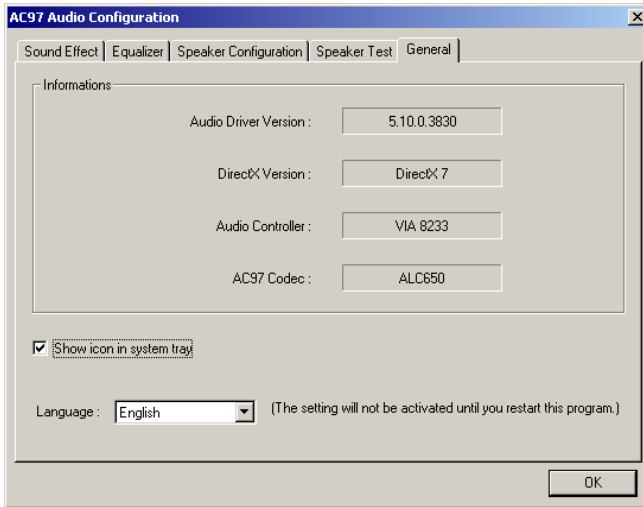 AC97 Audio Configuration
Sound Effect Equalizer Speaker Configuration Speaker Test General
Informations
Audio Driver Version : 5.10.0.3830
DirectX Version : DirectX 7
Audio Controller : VIA 8233
AC97 Codec : ALC650
Show icon in system tray
Language : English (The setting will not be activated until you restart this program.)
OK